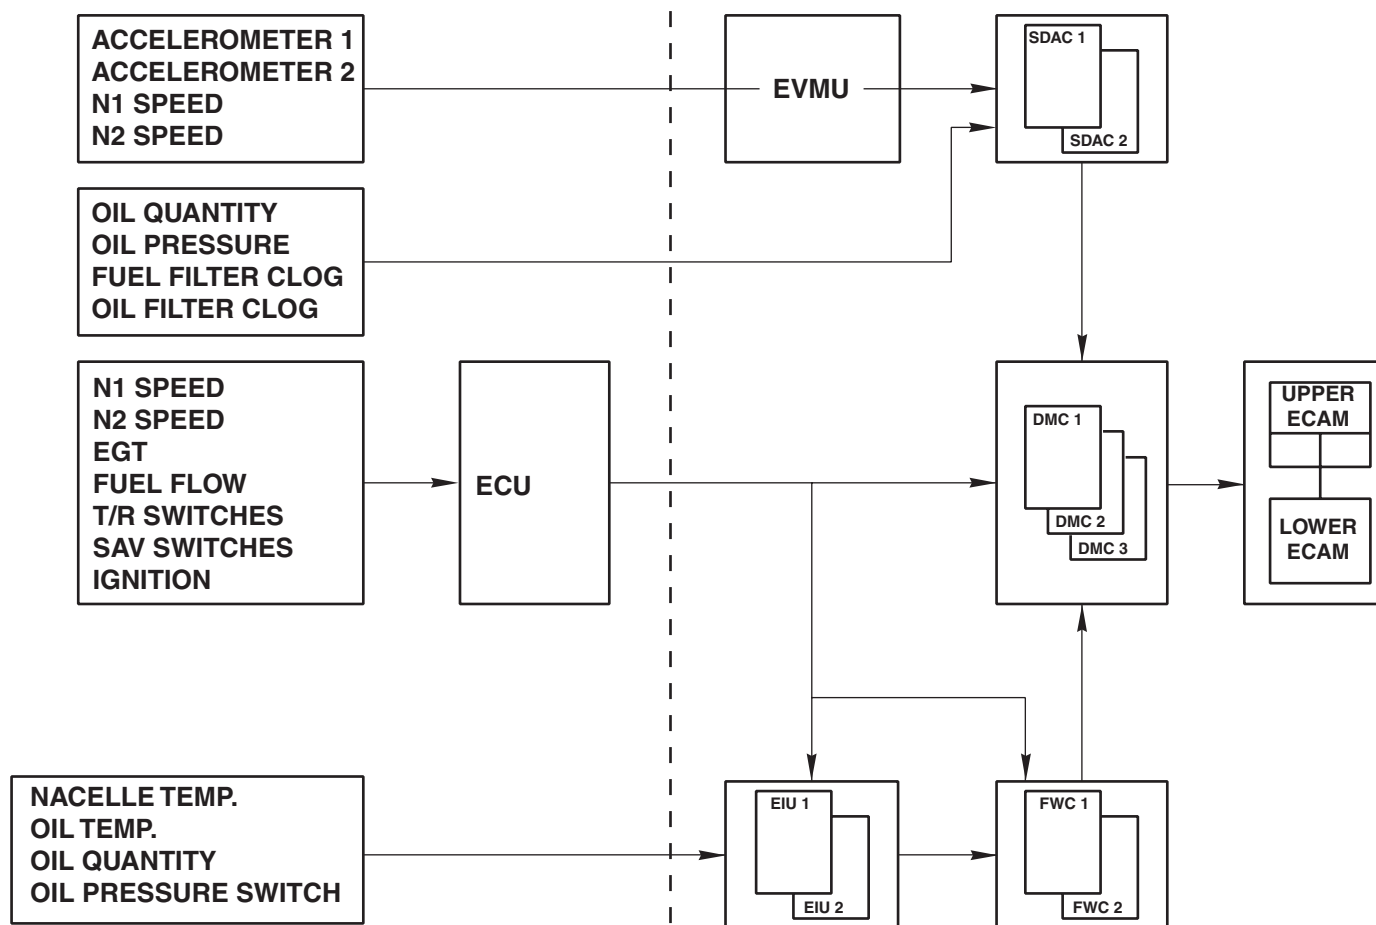 ACCELEROMETER 1
ACCELEROMETER 2
N1 SPEED
N2 SPEED
EVMU
SDAC 1
SDAC 2
OIL QUANTITY
OIL PRESSURE
FUEL FILTER CLOG
OIL FILTER CLOG
N1 SPEED
N2 SPEED
EGT
FUEL FLOW
T/R SWITCHES
SAV SWITCHES
IGNITION
ECU
DMC 1
DMC 2
DMC 3
UPPER
ECAM
LOWER
ECAM
NACELLE TEMP.
OIL TEMP.
OIL QUANTITY
OIL PRESSURE SWITCH
EIU 1
EIU 2
FWC 1
FWC 2